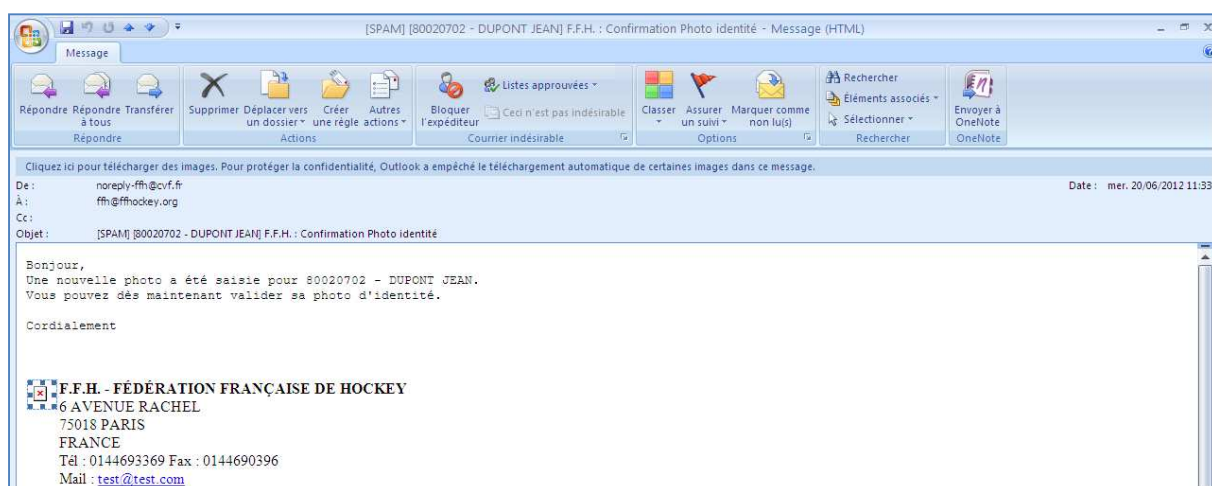 [SPAM] [80020702 - DUPONT JEAN] F.F.H. : Confirmation Photo identité - Message (HTML)
Message
Répondre Répondre à tous Transférer
Supprimer Déplacer vers un dossier Créer une règle Autres actions
Bloquer l'expéditeur Listes approuvées Ceci n'est pas indésirable
Classer Assurer un suivi Marquer comme non lu(s)
Rechercher
Éléments associés
Sélectionner
Envoyer à OneNote
Répondre Actions Courrier indésirable Options Rechercher OneNote
Cliquez ici pour télécharger des images. Pour protéger la confidentialité, Outlook a empêché le téléchargement automatique de certaines images dans ce message.
De : noreply-ffh@cvf.fr Date : mer. 20/06/2012 11:33
À : ffh@ffhockey.org
Cc :
Objet : [SPAM] [80020702 - DUPONT JEAN] F.F.H. : Confirmation Photo identité
Bonjour,
Une nouvelle photo a été saisie pour 80020702 - DUPONT JEAN.
Vous pouvez dès maintenant valider sa photo d'identité.
Cordialement
F.F.H. - FÉDÉRATION FRANÇAISE DE HOCKEY
6 AVENUE RACHEL
75018 PARIS
FRANCE
Tél : 0144693369 Fax : 0144690396
Mail : test@test.com